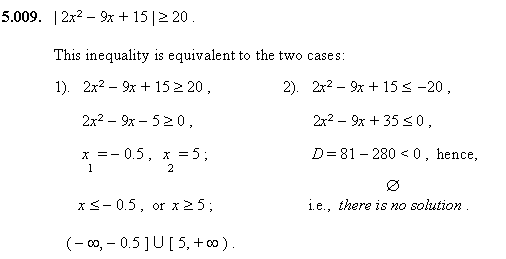 5.009. | 2x² – 9x + 15 | ≥ 20 .
This inequality is equivalent to the two cases:
1). 2x² – 9x + 15 ≥ 20 , 2). 2x² – 9x + 15 ≤ –20 ,
2x² – 9x – 5 ≥ 0 , 2x² – 9x + 35 ≤ 0 ,
x₁ = – 0.5 , x₂ = 5 ; D = 81 – 280 < 0 , hence,
∅
x ≤ – 0.5 , or x ≥ 5 ; i.e., there is no solution .
( – ∞, – 0.5 ] U [ 5, +∞ ) .